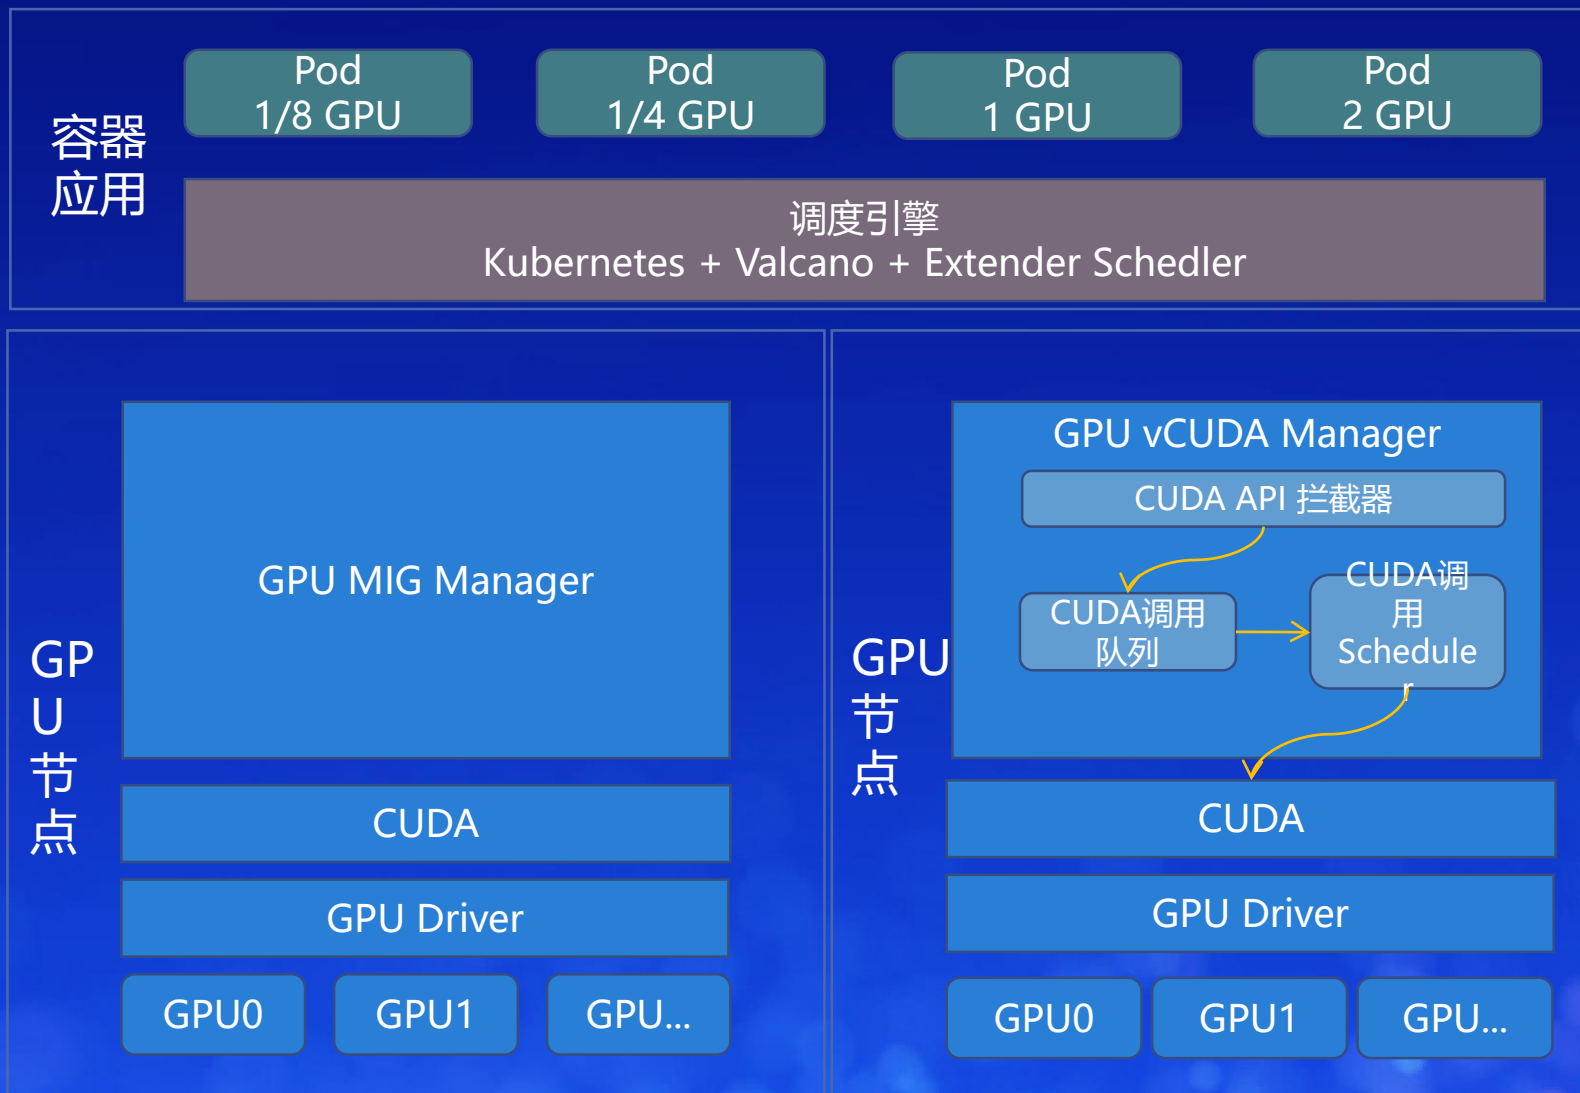 容器
应用
Pod
1/8 GPU
Pod
1/4 GPU
Pod
1 GPU
Pod
2 GPU
调度引擎
Kubernetes + Valcano + Extender Schedler
GP
U
节
点
GPU MIG Manager
CUDA
GPU Driver
GPU0
GPU1
GPU...
GPU
节
点
GPU vCUDA Manager
CUDA API 拦截器
CUDA调用
队列
CUDA调
用
Schedule
r
CUDA
GPU Driver
GPU0
GPU1
GPU...